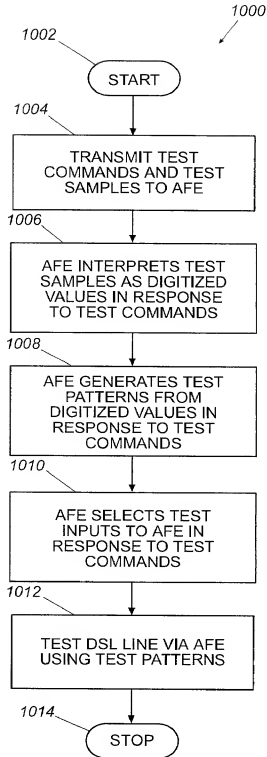 1000
1002
START
1004
TRANSMIT TEST
COMMANDS AND TEST
SAMPLES TO AFE
1006
AFE INTERPRETS TEST
SAMPLES AS DIGITIZED
VALUES IN RESPONSE
TO TEST COMMANDS
1008
AFE GENERATES TEST
PATTERNS FROM
DIGITIZED VALUES IN
RESPONSE TO TEST
COMMANDS
1010
AFE SELECTS TEST
INPUTS TO AFE IN
RESPONSE TO TEST
COMMANDS
1012
TEST DSL LINE VIA AFE
USING TEST PATTERNS
1014
STOP